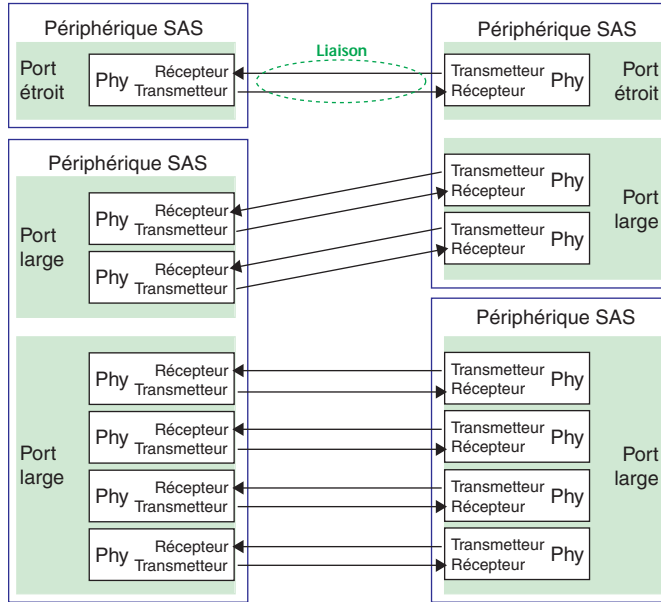 Périphérique SAS
Port
étroit
Phy
Récepteur
Transmetteur
Liaison
Périphérique SAS
Transmetteur
Récepteur
Phy
Port
étroit
Périphérique SAS
Port
large
Phy
Récepteur
Transmetteur
Phy
Récepteur
Transmetteur
Transmetteur
Récepteur
Phy
Transmetteur
Récepteur
Phy
Port
large
Port
large
Phy
Récepteur
Transmetteur
Phy
Récepteur
Transmetteur
Phy
Récepteur
Transmetteur
Phy
Récepteur
Transmetteur
Périphérique SAS
Transmetteur
Récepteur
Phy
Transmetteur
Récepteur
Phy
Transmetteur
Récepteur
Phy
Transmetteur
Récepteur
Phy
Port
large